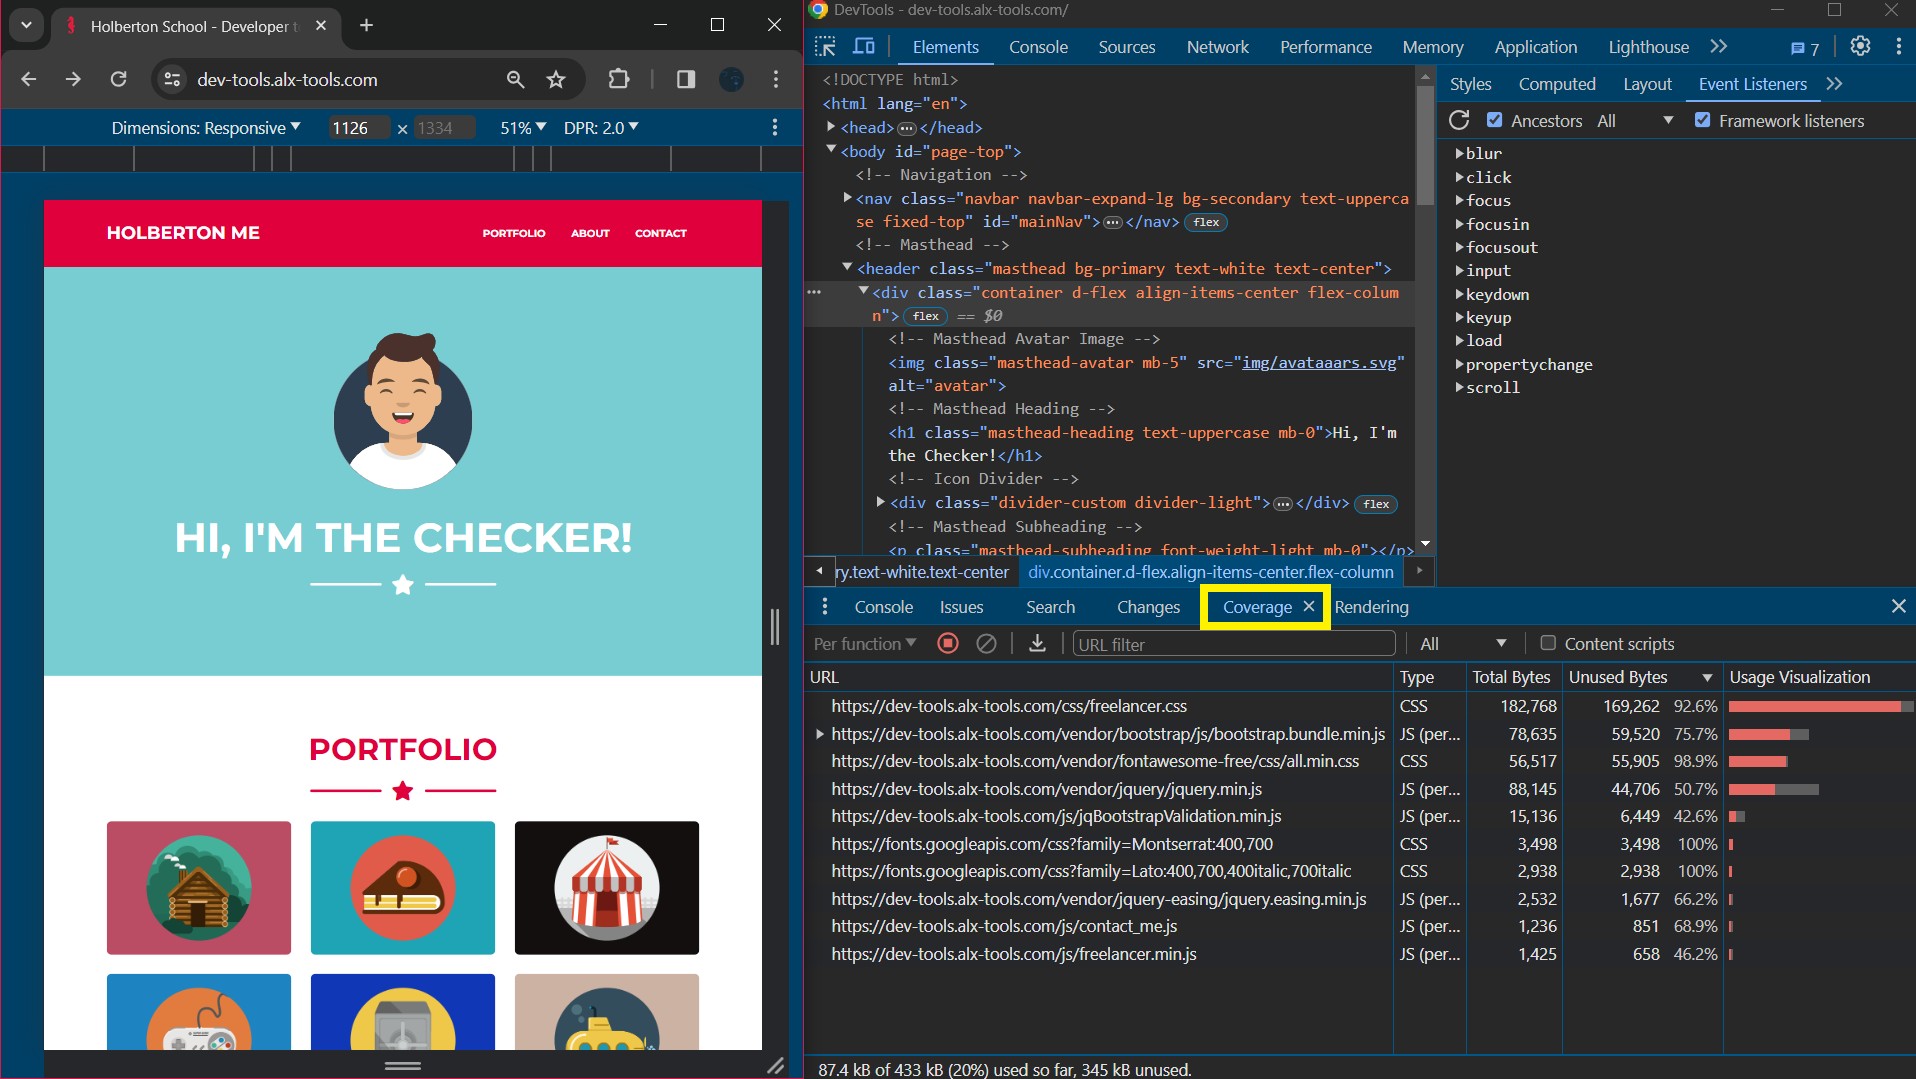 Holberton School - Developer to
dev-tools.alx-tools.com
Dimensions: Responsive 1126 × 1334 51% DPR: 2.0
HOLBERTON ME PORTFOLIO ABOUT CONTACT
HI, I'M THE CHECKER!
PORTFOLIO
DevTools - dev-tools.alx-tools.com/
Elements Console Sources Network Performance Memory Application Lighthouse 7
<!DOCTYPE html>
<html lang="en">
<head>…</head>
<body id="page-top">
<!-- Navigation -->
<nav class="navbar navbar-expand-lg bg-secondary text-upperca
se fixed-top" id="mainNav">…</nav> flex
<!-- Masthead -->
<header class="masthead bg-primary text-white text-center">
… <div class="container d-flex align-items-center flex-colum
n"> flex == $0
<!-- Masthead Avatar Image -->
<img class="masthead-avatar mb-5" src="img/avataaars.svg"
alt="avatar">
<!-- Masthead Heading -->
<h1 class="masthead-heading text-uppercase mb-0">Hi, I'm
the Checker!</h1>
<!-- Icon Divider -->
<div class="divider-custom divider-light">…</div> flex
<!-- Masthead Subheading -->
<p class="masthead-subheading font-weight-light mb-0"></p>
ry.text-white.text-center div.container.d-flex.align-items-center.flex-column
Styles Computed Layout Event Listeners
Ancestors All Framework listeners
blur
click
focus
focusin
focusout
input
keydown
keyup
load
propertychange
scroll
Console Issues Search Changes Coverage Rendering
Per function URL filter All Content scripts
URL Type Total Bytes Unused Bytes Usage Visualization
https://dev-tools.alx-tools.com/css/freelancer.css CSS 182,768 169,262 92.6%
https://dev-tools.alx-tools.com/vendor/bootstrap/js/bootstrap.bundle.min.js JS (per... 78,635 59,520 75.7%
https://dev-tools.alx-tools.com/vendor/fontawesome-free/css/all.min.css CSS 56,517 55,905 98.9%
https://dev-tools.alx-tools.com/vendor/jquery/jquery.min.js JS (per... 88,145 44,706 50.7%
https://dev-tools.alx-tools.com/js/jqBootstrapValidation.min.js JS (per... 15,136 6,449 42.6%
https://fonts.googleapis.com/css?family=Montserrat:400,700 CSS 3,498 3,498 100%
https://fonts.googleapis.com/css?family=Lato:400,700,400italic,700italic CSS 2,938 2,938 100%
https://dev-tools.alx-tools.com/vendor/jquery-easing/jquery.easing.min.js JS (per... 2,532 1,677 66.2%
https://dev-tools.alx-tools.com/js/contact_me.js JS (per... 1,236 851 68.9%
https://dev-tools.alx-tools.com/js/freelancer.min.js JS (per... 1,425 658 46.2%
87.4 kB of 433 kB (20%) used so far, 345 kB unused.